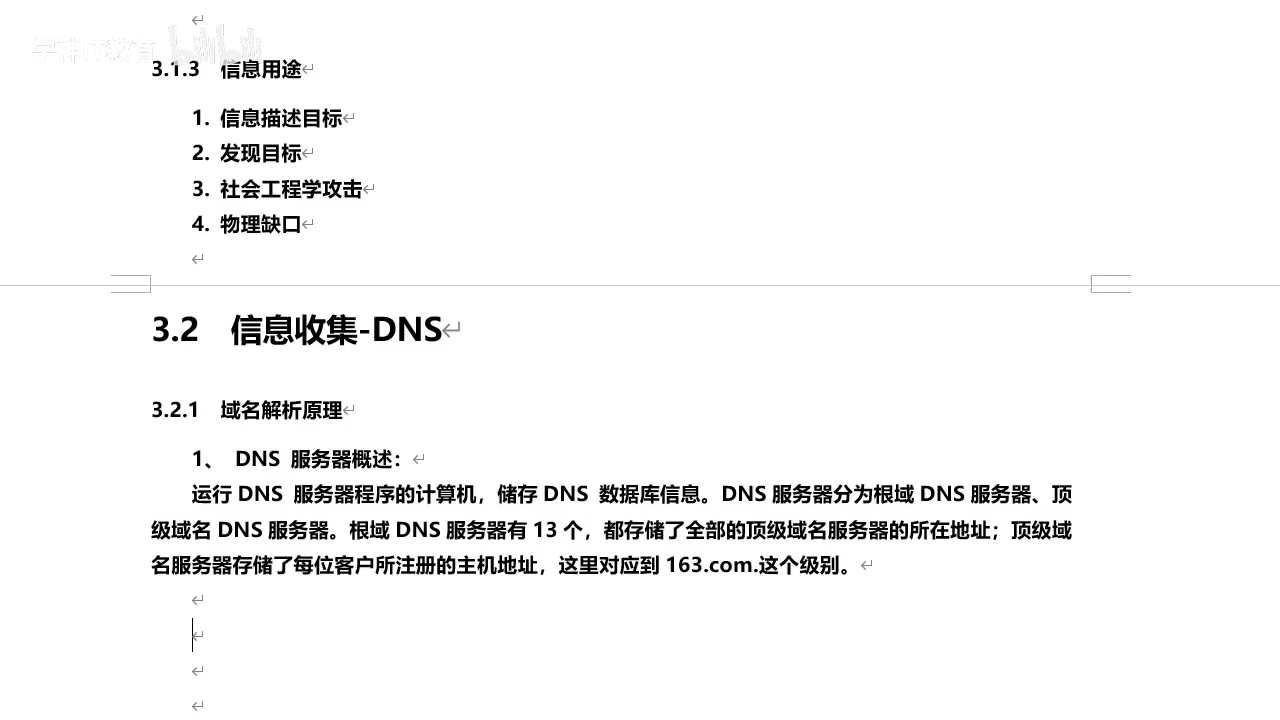 学神IT教育 bilibili
3.1.3 信息用途
1. 信息描述目标
2. 发现目标
3. 社会工程学攻击
4. 物理缺口
3.2 信息收集-DNS
3.2.1 域名解析原理
1、 DNS 服务器概述：
运行 DNS 服务器程序的计算机，储存 DNS 数据库信息。DNS 服务器分为根域 DNS 服务器、顶
级域名 DNS 服务器。根域 DNS 服务器有 13 个，都存储了全部的顶级域名服务器的所在地址；顶级域
名服务器存储了每位客户所注册的主机地址，这里对应到 163.com.这个级别。